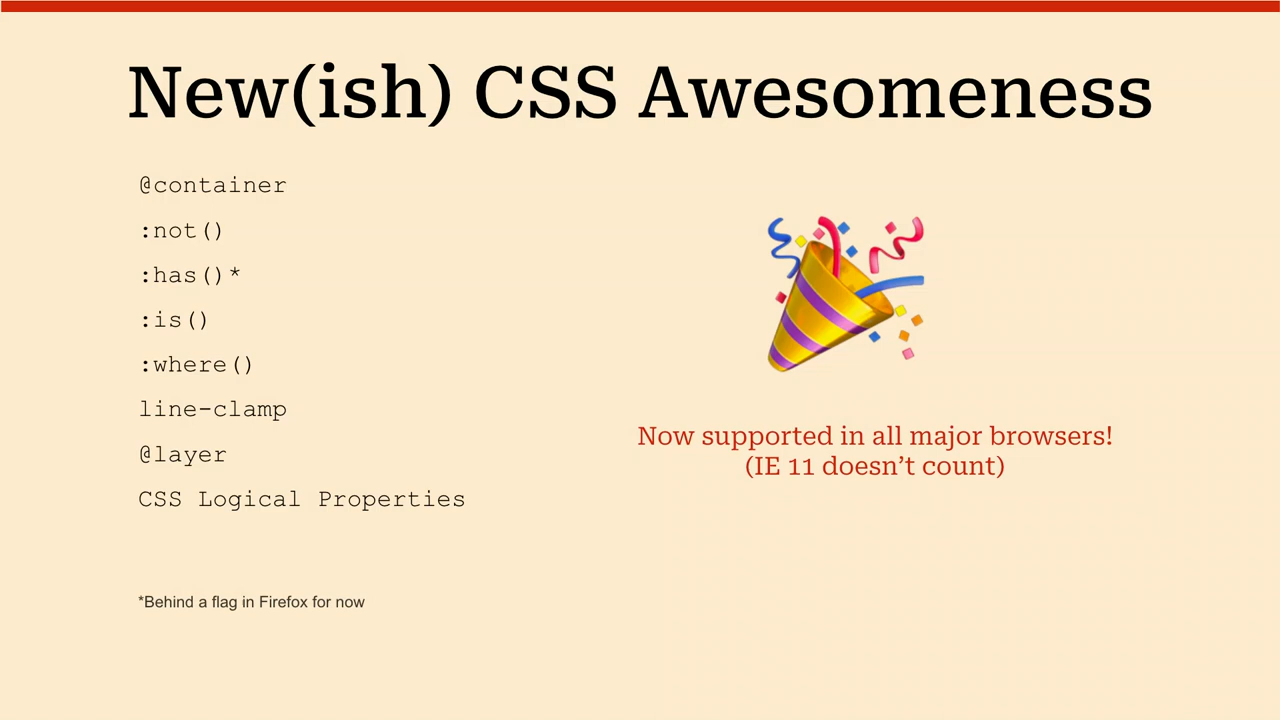 New(ish) CSS Awesomeness
@container
:not()
:has()*
:is()
:where()
line-clamp
@layer
CSS Logical Properties
*Behind a flag in Firefox for now
Now supported in all major browsers!
(IE 11 doesn’t count)